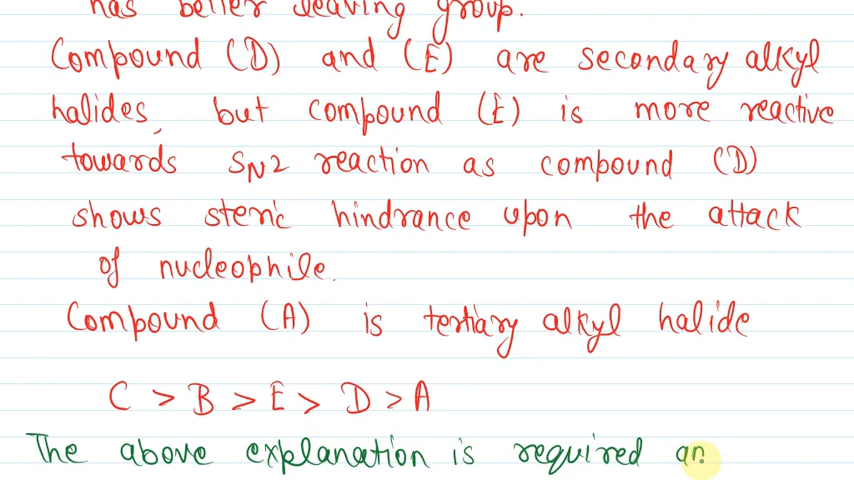 has better leaving group.
Compound (D) and (E) are secondary alkyl
halides, but compound (E) is more reactive
towards SN2 reaction as compound (D)
shows steric hindrance upon the attack
of nucleophile.
Compound (A) is tertiary alkyl halide
C > B > E > D > A
The above explanation is required an